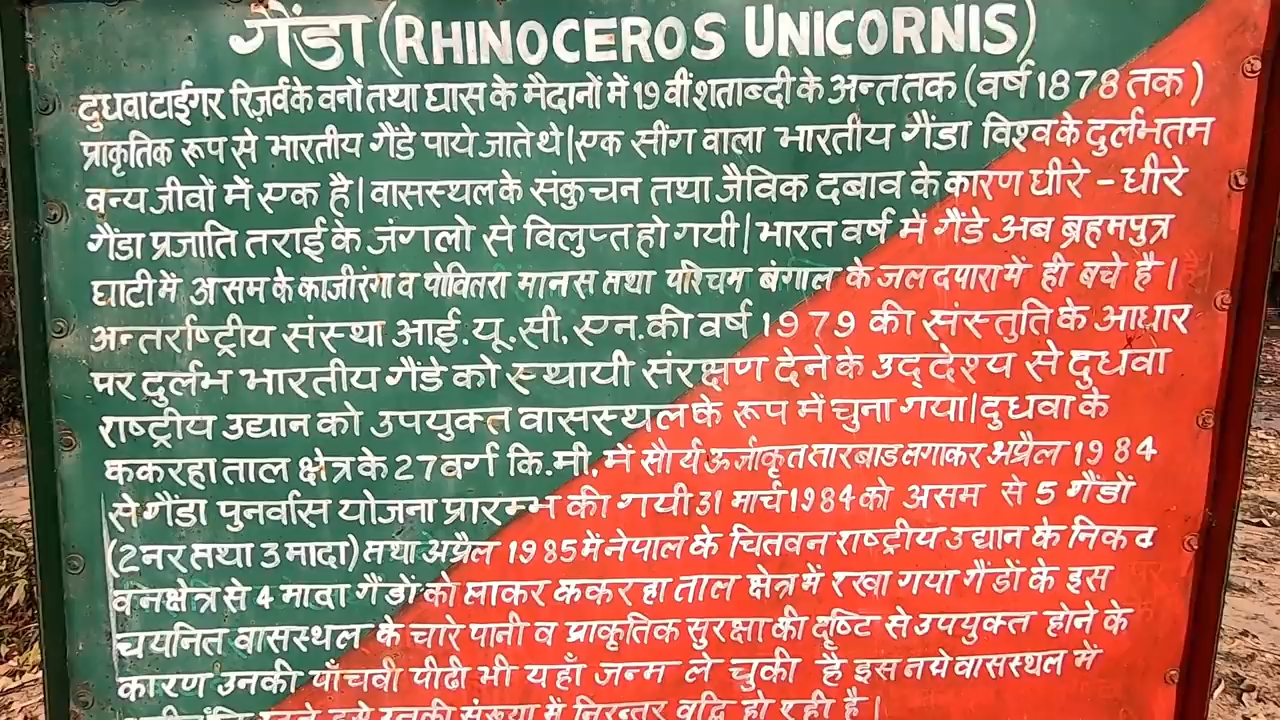 गैंडा (RHINOCEROS UNICORNIS)
दुधवा टाईगर रिज़र्व के वनों तथा घास के मैदानों में 19 वीं शताब्दी के अन्त तक (वर्ष 1878 तक)
प्राकृतिक रूप से भारतीय गैंडे पाये जाते थे | एक सींग वाला भारतीय गैंडा विश्व के दुर्लभतम
वन्य जीवों में एक है | वासस्थल के संकुचन तथा जैविक दबाव के कारण धीरे - धीरे
गैंडा प्रजाति तराई के जंगलो से विलुप्त हो गयी | भारत वर्ष में गैंडे अब ब्रहमपुत्र
घाटी में असम के काजीरंगा व पोवितरा मानस तथा पश्चिम बंगाल के जलदापारा में ही बचे है |
अन्तर्राष्ट्रीय संस्था आई.यू.सी.एन. की वर्ष 1979 की संस्तुति के आधार
पर दुर्लभ भारतीय गैंडे को स्थायी संरक्षण देने के उद्देश्य से दुधवा
राष्ट्रीय उद्यान को उपयुक्त वासस्थल के रूप में चुना गया | दुधवा के
ककरहा ताल क्षेत्र के 27 वर्ग कि.मी. में सौर्य ऊर्जाकृत तारबाड लगाकर अप्रैल 1984
से गैंडा पुनर्वास योजना प्रारम्भ की गयी 31 मार्च 1984 को असम से 5 गैंडों
(2 नर तथा 3 मादा) तथा अप्रैल 1985 में नेपाल के चितवन राष्ट्रीय उद्यान के निकट
वनक्षेत्र से 4 मादा गैंडों को लाकर ककरहा ताल क्षेत्र में रखा गया गैंडों के इस
चयनित वासस्थल के चारे पानी व प्राकृतिक सुरक्षा की दृष्टि से उपयुक्त होने के
कारण उनकी पाँचवी पीढी भी यहाँ जन्म ले चुकी है इस नये वासस्थल में
उनकी संख्या में निरन्तर वृद्धि हो रही है |